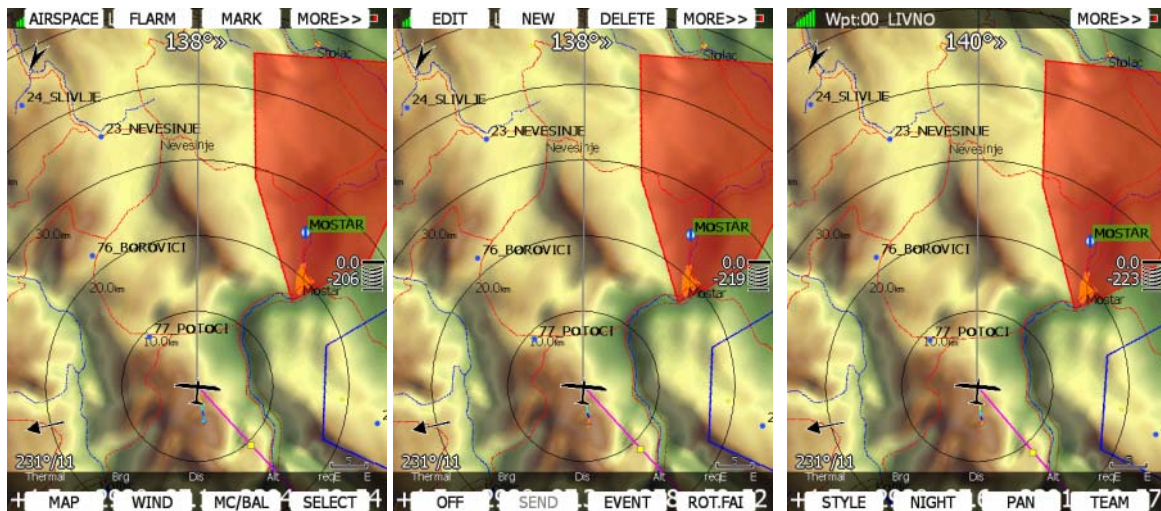 AIRSPACE FLARM MARK MORE>>
138°»
Stolac
24_SLIVLJE
23_NEVESINJE
Nevesinje
MOSTAR
30.0km
76_BOROVICI
0.0
-206
20.0km
Mostar
77_POTOCI
10.0km
231°/11
Thermal Brg Dis Alt reqE
MAP WIND MC/BAL SELECT
EDIT NEW DELETE MORE>>
138°»
Stolac
24_SLIVLJE
23_NEVESINJE
Nevesinje
MOSTAR
30.0km
76_BOROVICI
0.0
-219
20.0km
Mostar
77_POTOCI
10.0km
231°/11
Thermal Brg Dis Alt reqE
OFF SEND EVENT ROT.FAI
Wpt:00_LIVNO MORE>>
140°»
Stolac
24_SLIVLJE
23_NEVESINJE
Nevesinje
MOSTAR
30.0km
76_BOROVICI
0.0
-223
20.0km
Mostar
77_POTOCI
10.0km
231°/11
Thermal Brg Dis Alt reqE
STYLE NIGHT PAN TEAM